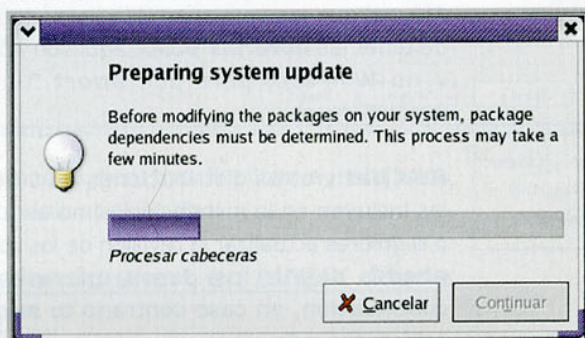 Preparing system update
Before modifying the packages on your system, package
dependencies must be determined. This process may take a
few minutes.
Procesar cabeceras
Cancelar
Continuar